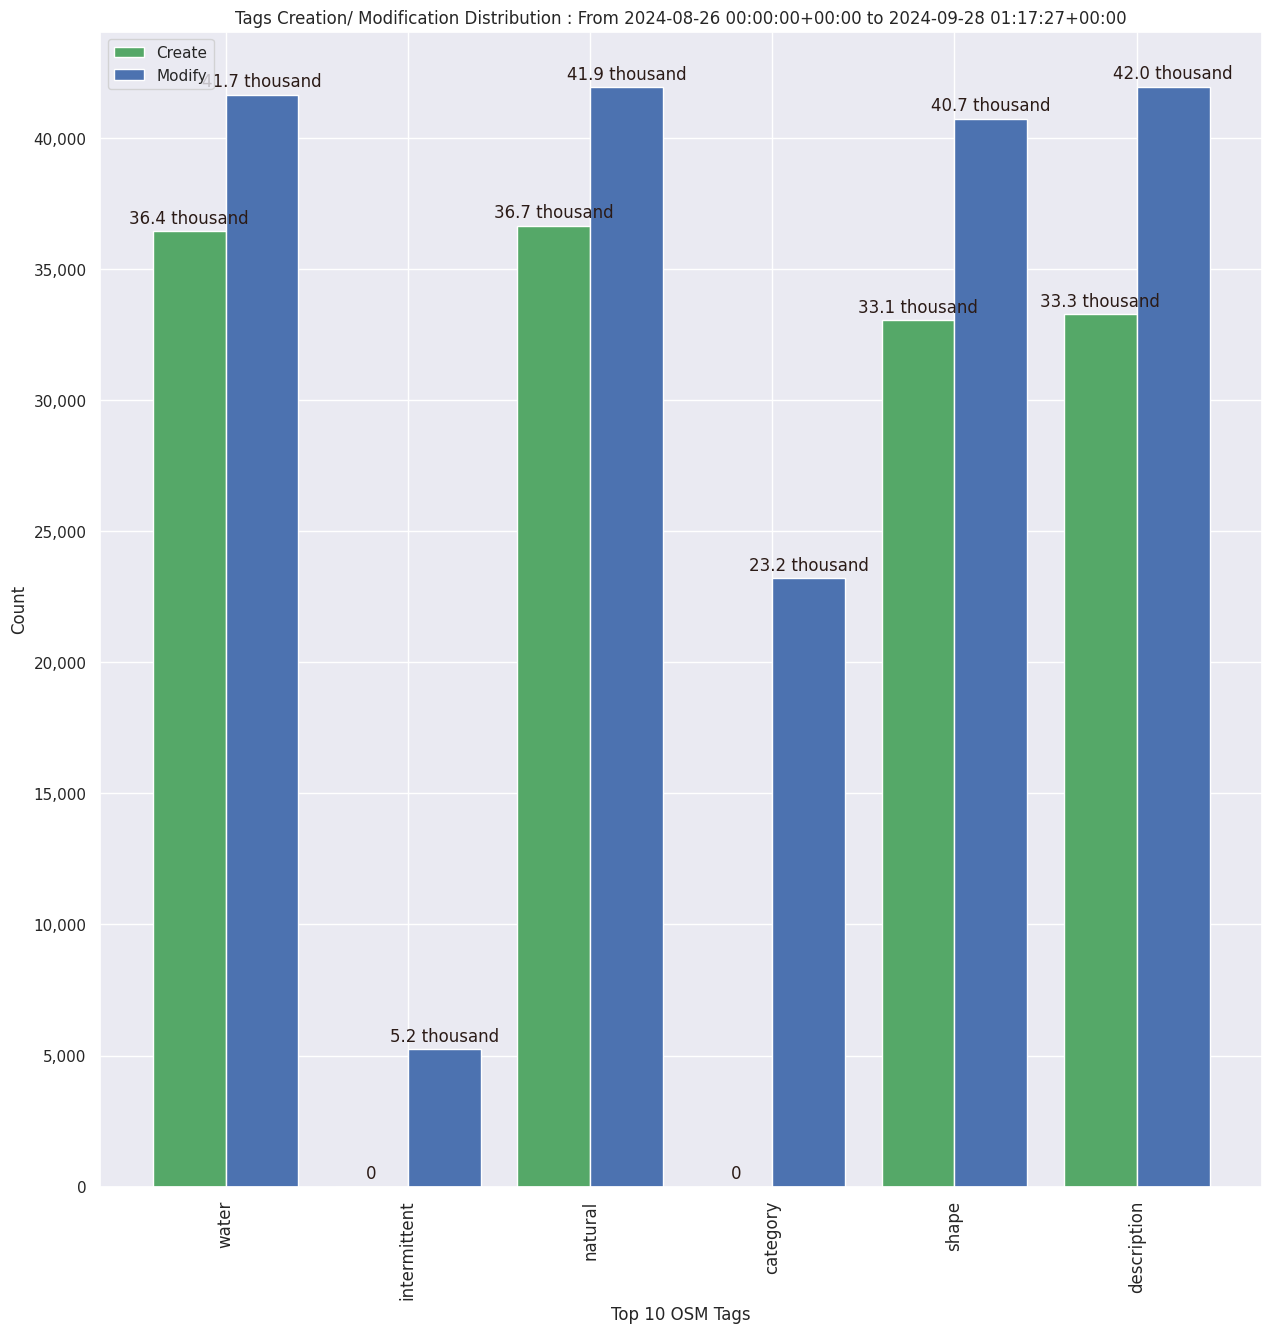 Tags Creation/ Modification Distribution : From 2024-08-26 00:00:00+00:00 to 2024-09-28 01:17:27+00:00
Create
Modify
41.7 thousand
41.9 thousand
42.0 thousand
40.7 thousand
40,000
36.4 thousand
36.7 thousand
35,000
33.1 thousand
33.3 thousand
30,000
25,000
23.2 thousand
Count
20,000
15,000
10,000
5.2 thousand
5,000
0
0
0
water
intermittent
natural
category
shape
description
Top 10 OSM Tags